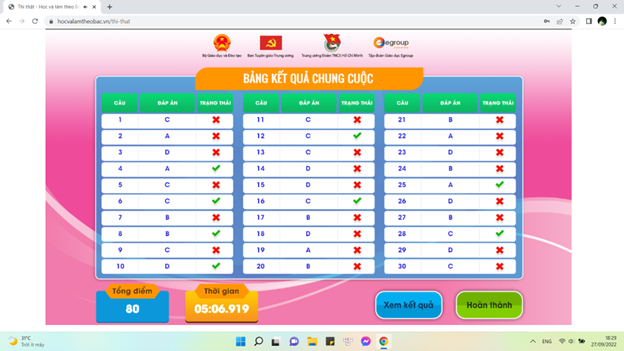 Thi thật - Học và làm theo l
hocvalamtheobac.vn/thi-that
Bộ Giáo dục và Đào tạo
Ban Tuyên giáo Trung ương
Trung ương Đoàn TNCS Hồ Chí Minh
egroup
Tập đoàn Giáo dục Egroup
BẢNG KẾT QUẢ CHUNG CUỘC
CÂU ĐÁP ÁN TRẠNG THÁI
1 C ✖
2 A ✖
3 D ✖
4 A ✔
5 C ✖
6 C ✔
7 B ✖
8 B ✔
9 C ✖
10 D ✔
CÂU ĐÁP ÁN TRẠNG THÁI
11 C ✖
12 C ✔
13 C ✖
14 D ✖
15 D ✖
16 C ✔
17 B ✖
18 D ✖
19 A ✖
20 B ✖
CÂU ĐÁP ÁN TRẠNG THÁI
21 B ✖
22 A ✖
23 D ✖
24 B ✖
25 A ✔
26 D ✖
27 B ✖
28 C ✔
29 D ✖
30 C ✖
Tổng điểm
80
Thời gian
05:06.919
Xem kết quả
Hoàn thành
31°C
Trời ít mây
ENG
18:29
27/09/2022